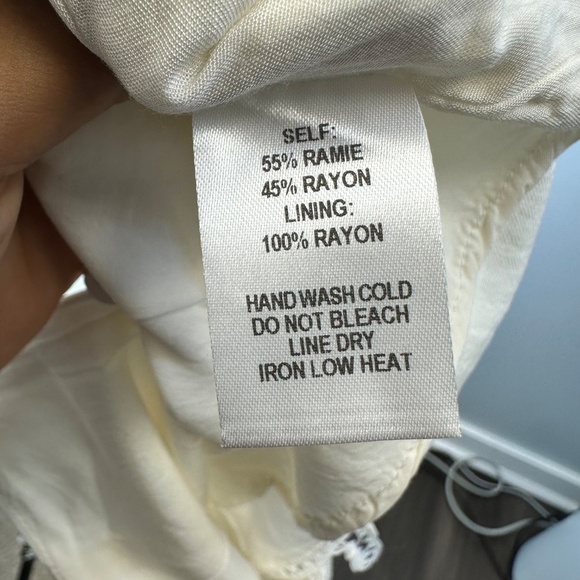 SELF:
55% RAMIE
45% RAYON
LINING:
100% RAYON
HAND WASH COLD
DO NOT BLEACH
LINE DRY
IRON LOW HEAT